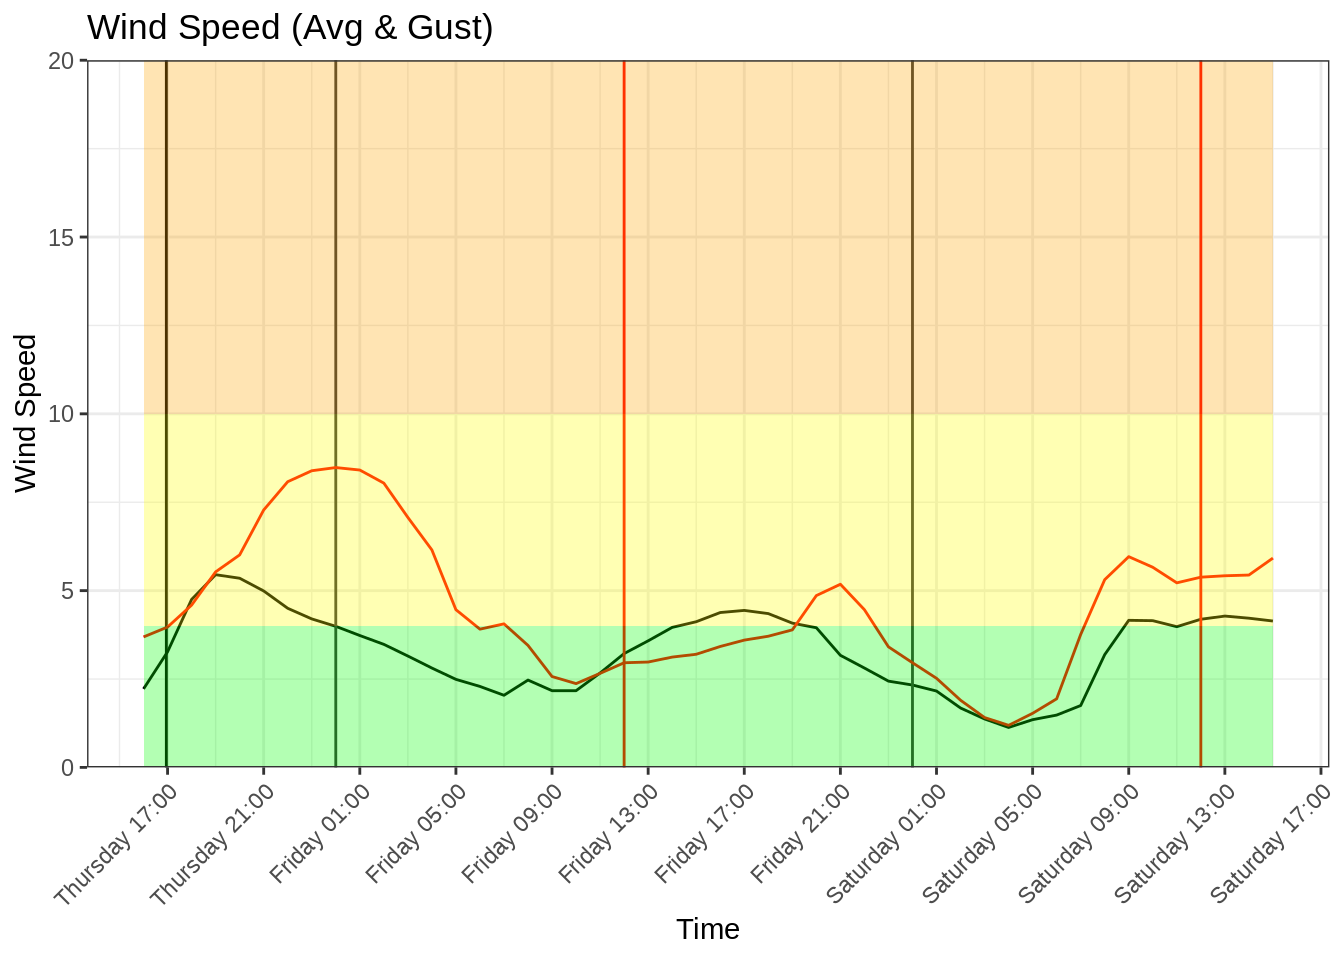 Wind Speed (Avg & Gust)
20
15
10
5
0
Wind Speed
Thursday 17:00
Thursday 21:00
Friday 01:00
Friday 05:00
Friday 09:00
Friday 13:00
Friday 17:00
Friday 21:00
Saturday 01:00
Saturday 05:00
Saturday 09:00
Saturday 13:00
Saturday 17:00
Time